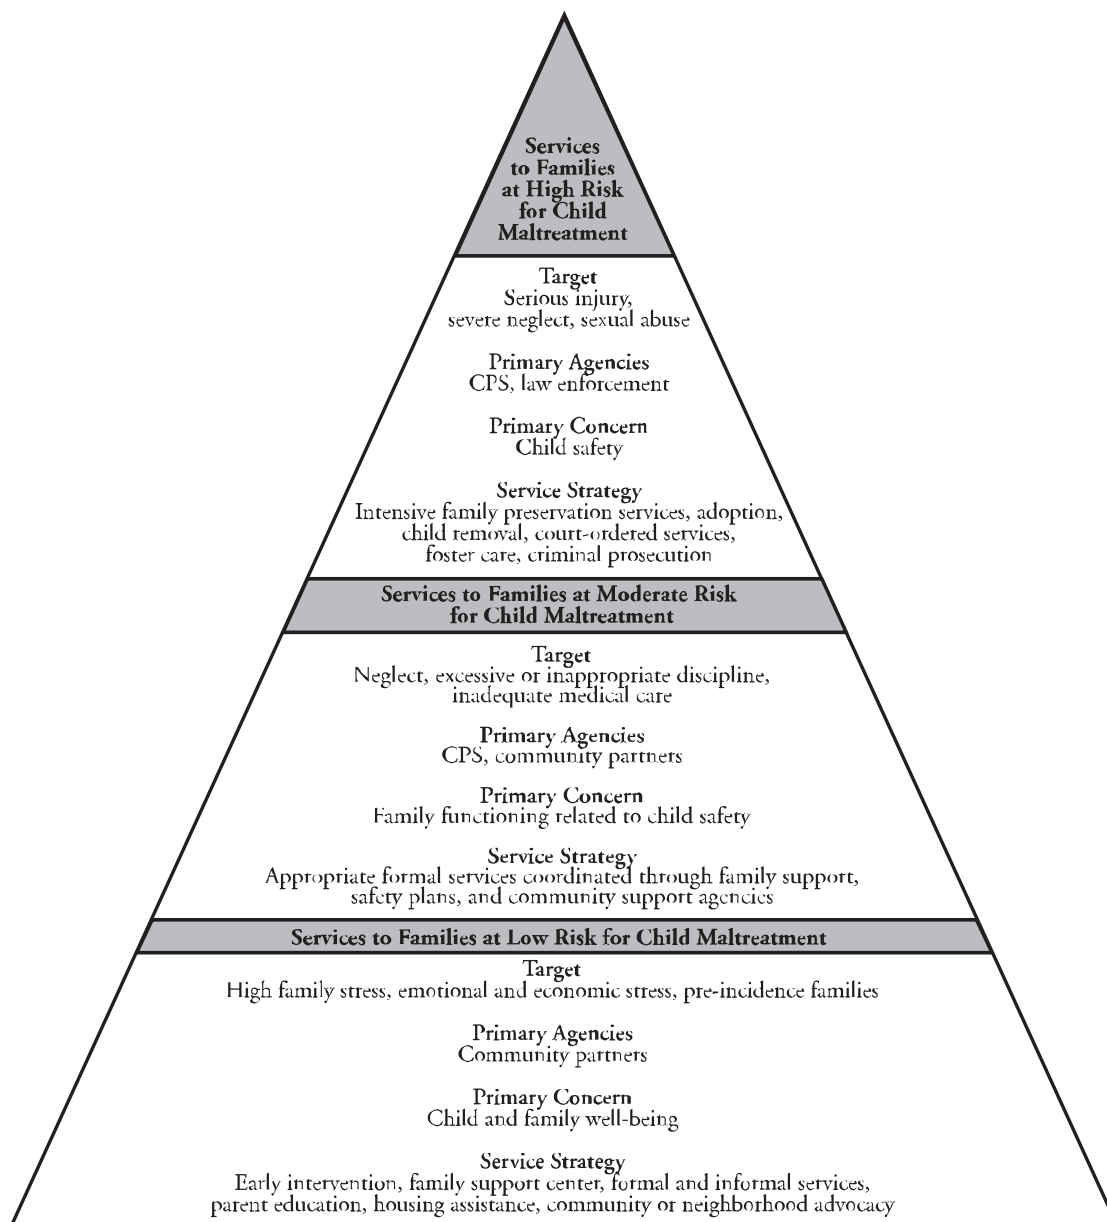 Services
to Families
at High Risk
for Child
Maltreatment
Target
Serious injury,
severe neglect, sexual abuse
Primary Agencies
CPS, law enforcement
Primary Concern
Child safety
Service Strategy
Intensive family preservation services, adoption,
child removal, court-ordered services,
foster care, criminal prosecution
Services to Families at Moderate Risk
for Child Maltreatment
Target
Neglect, excessive or inappropriate discipline,
inadequate medical care
Primary Agencies
CPS, community partners
Primary Concern
Family functioning related to child safety
Service Strategy
Appropriate formal services coordinated through family support,
safety plans, and community support agencies
Services to Families at Low Risk for Child Maltreatment
Target
High family stress, emotional and economic stress, pre-incidence families
Primary Agencies
Community partners
Primary Concern
Child and family well-being
Service Strategy
Early intervention, family support center, formal and informal services,
parent education, housing assistance, community or neighborhood advocacy